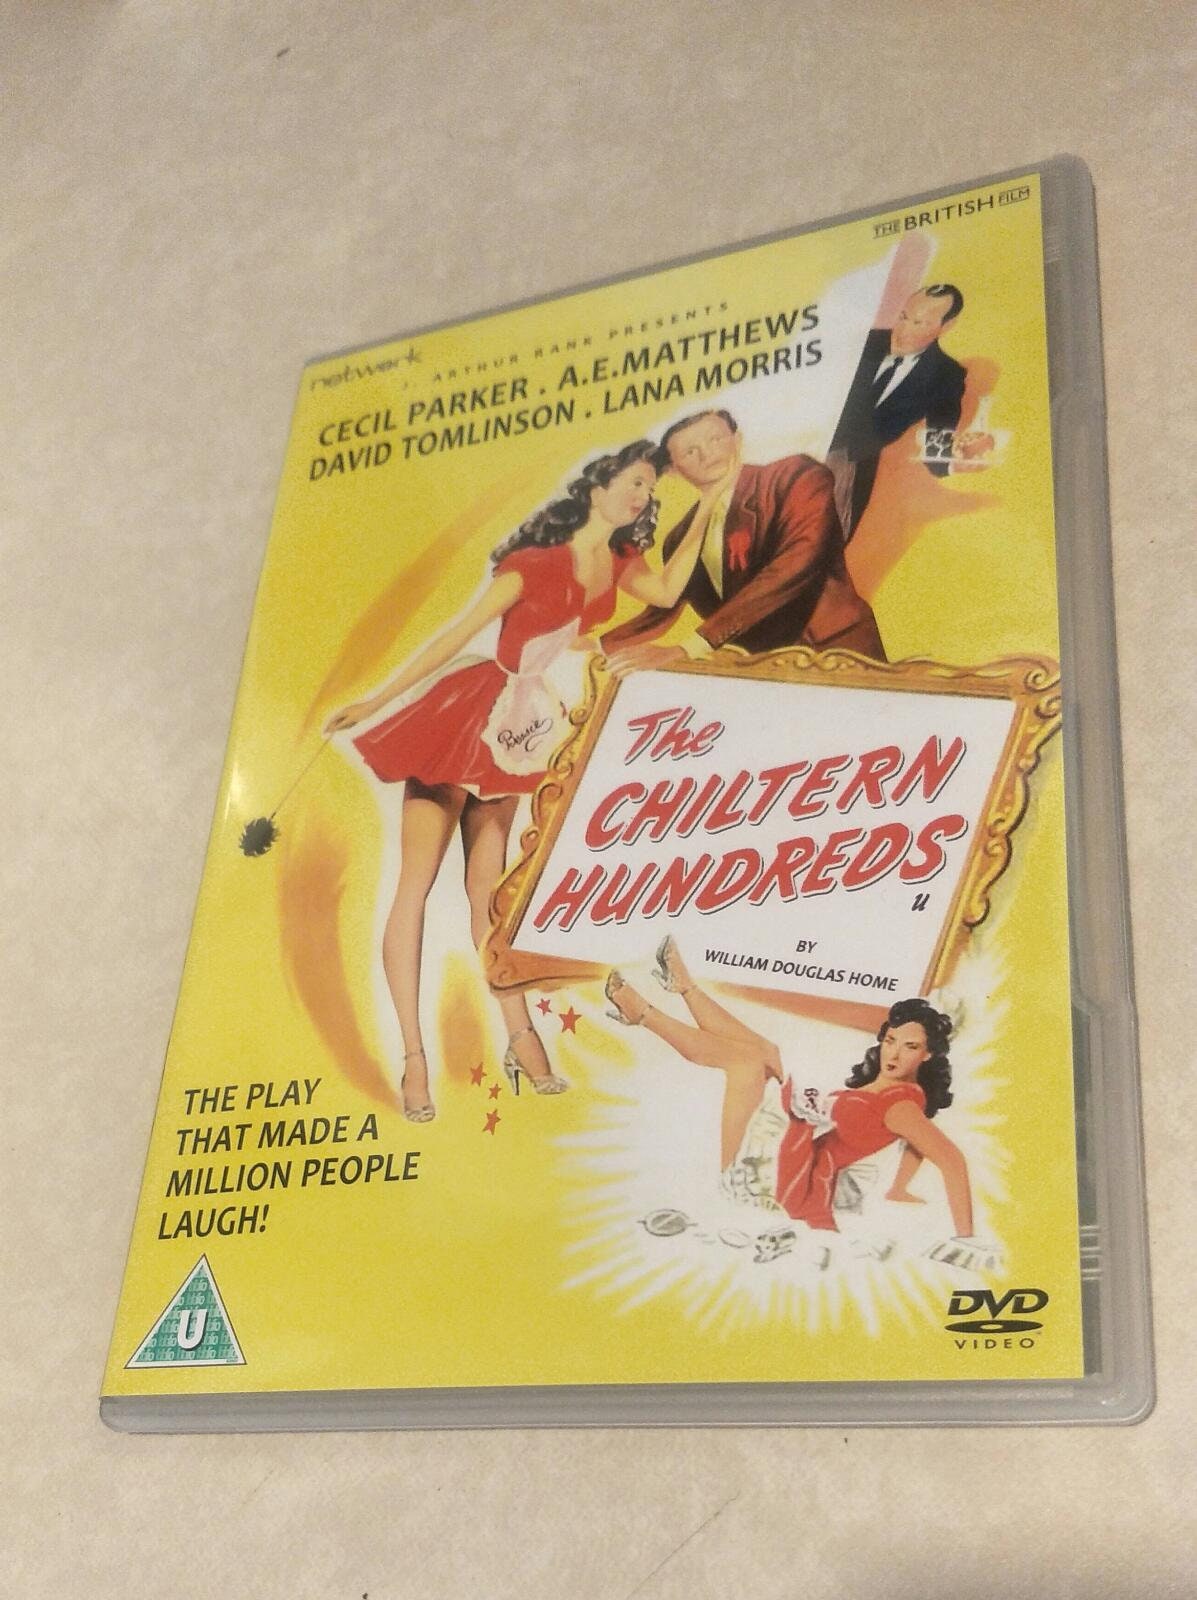 THE BRITISH FILM
network
J. ARTHUR RANK PRESENTS
CECIL PARKER . A.E.MATTHEWS
DAVID TOMLINSON . LANA MORRIS
Bessie
The
CHILTERN
HUNDREDS
u
BY
WILLIAM DOUGLAS HOME
THE PLAY
THAT MADE A
MILLION PEOPLE
LAUGH!
U
DVD
VIDEO